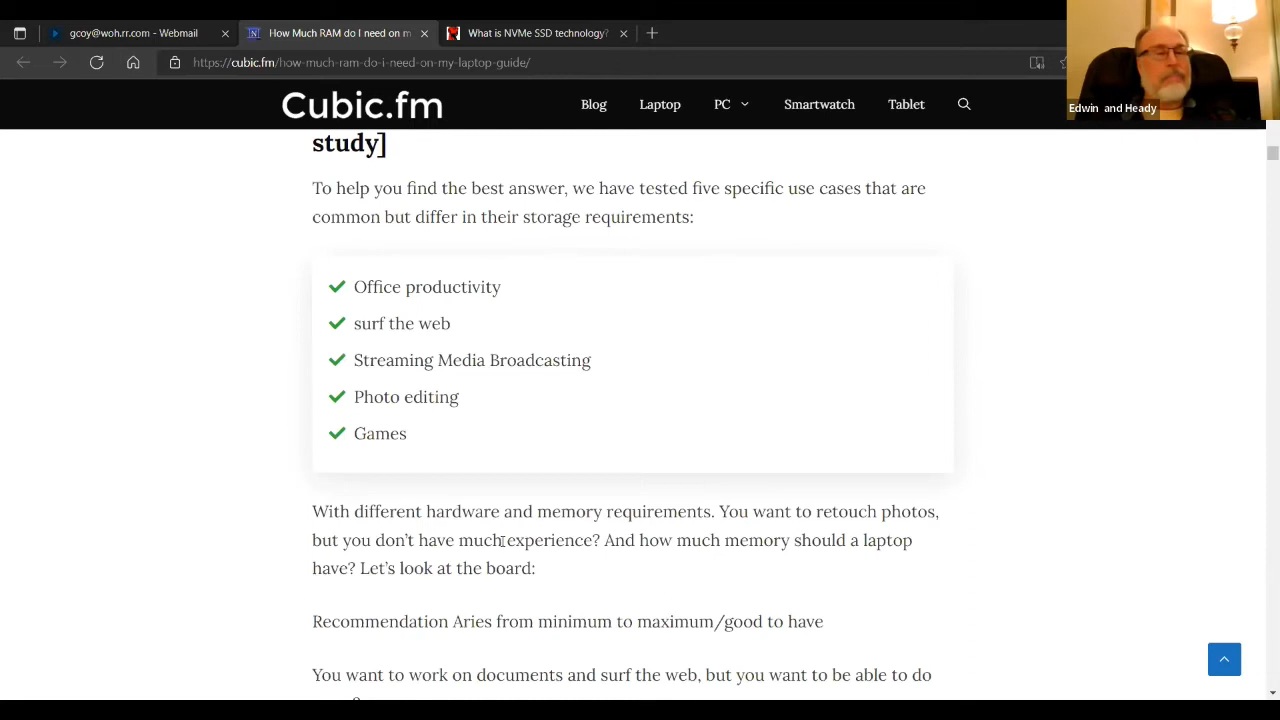 gcoy@woh.rr.com - Webmail
How Much RAM do I need on m
What is NVMe SSD technology?
https://cubic.fm/how-much-ram-do-i-need-on-my-laptop-guide/
Edwin and Heady
Cubic.fm
Blog
Laptop
PC
Smartwatch
Tablet
study]
To help you find the best answer, we have tested five specific use cases that are
common but differ in their storage requirements:
Office productivity
surf the web
Streaming Media Broadcasting
Photo editing
Games
With different hardware and memory requirements. You want to retouch photos,
but you don't have much experience? And how much memory should a laptop
have? Let's look at the board:
Recommendation Aries from minimum to maximum/good to have
You want to work on documents and surf the web, but you want to be able to do